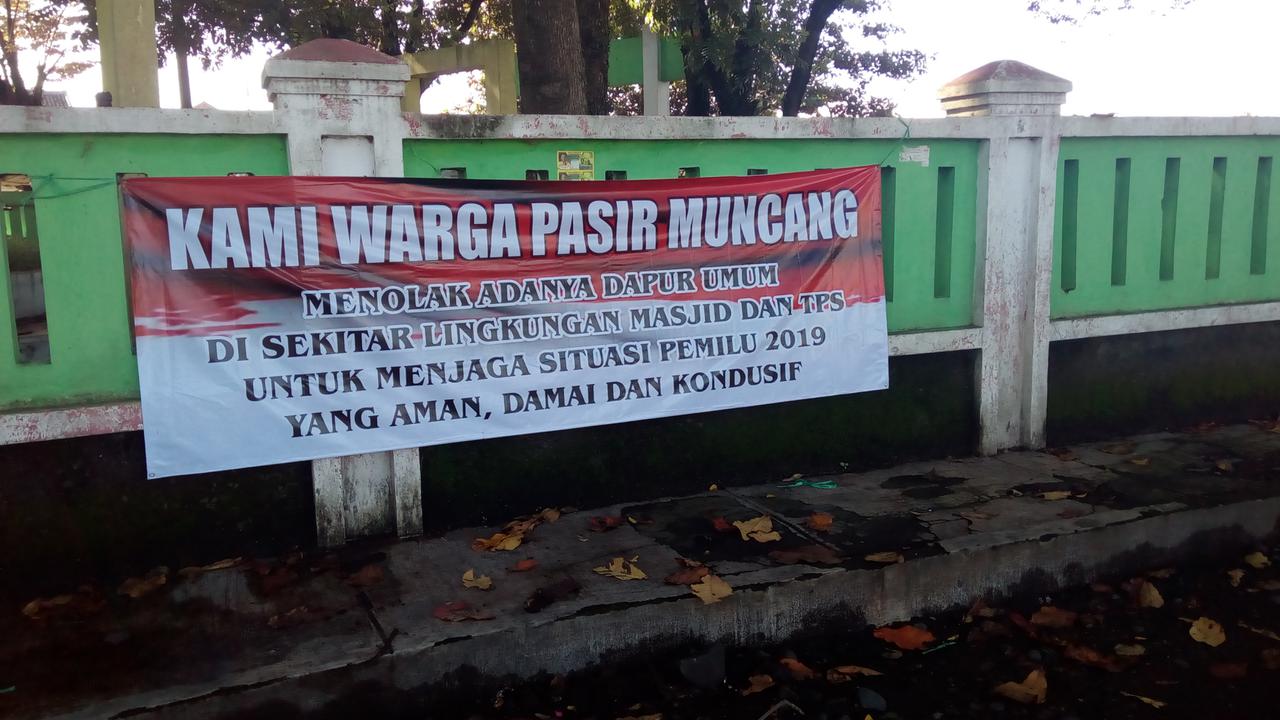 KAMI WARGA PASIR MUNCANG
MENOLAK ADANYA DAPUR UMUM
DI SEKITAR LINGKUNGAN MASJID DAN TPS
UNTUK MENJAGA SITUASI PEMILU 2019
YANG AMAN, DAMAI DAN KONDUSIF